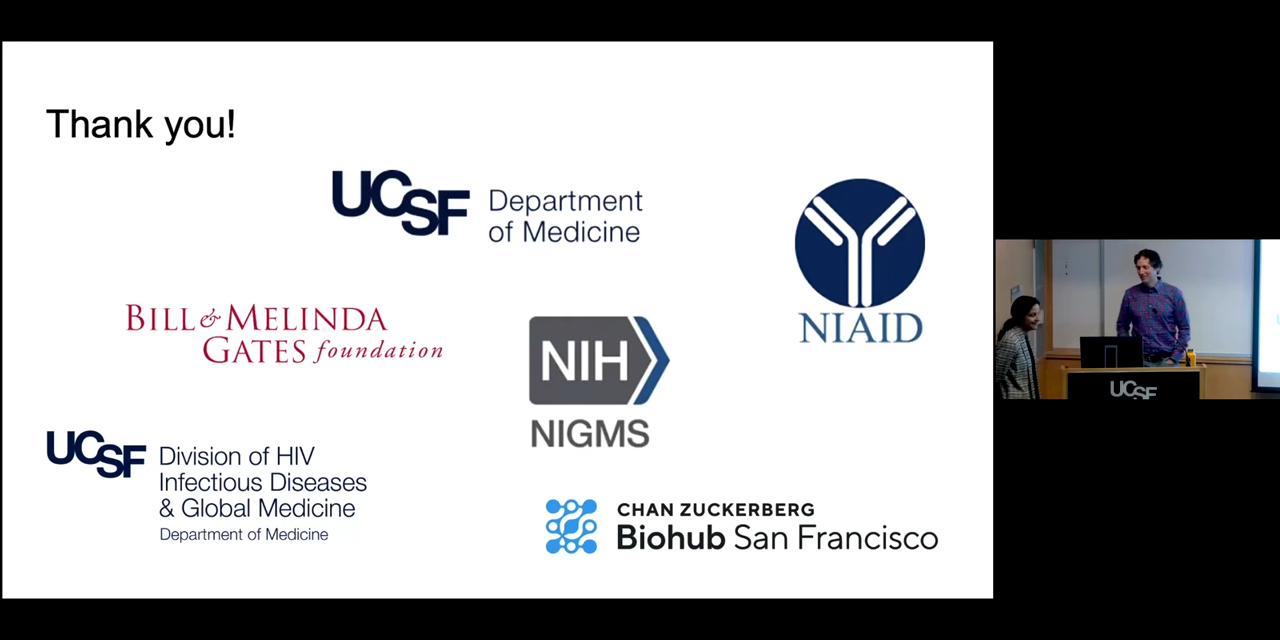 Thank you!
UCSF Department
of Medicine
NIAID
BILL & MELINDA
GATES foundation
NIH
NIGMS
UCSF Division of HIV
Infectious Diseases
& Global Medicine
Department of Medicine
CHAN ZUCKERBERG
Biohub San Francisco
UCSF